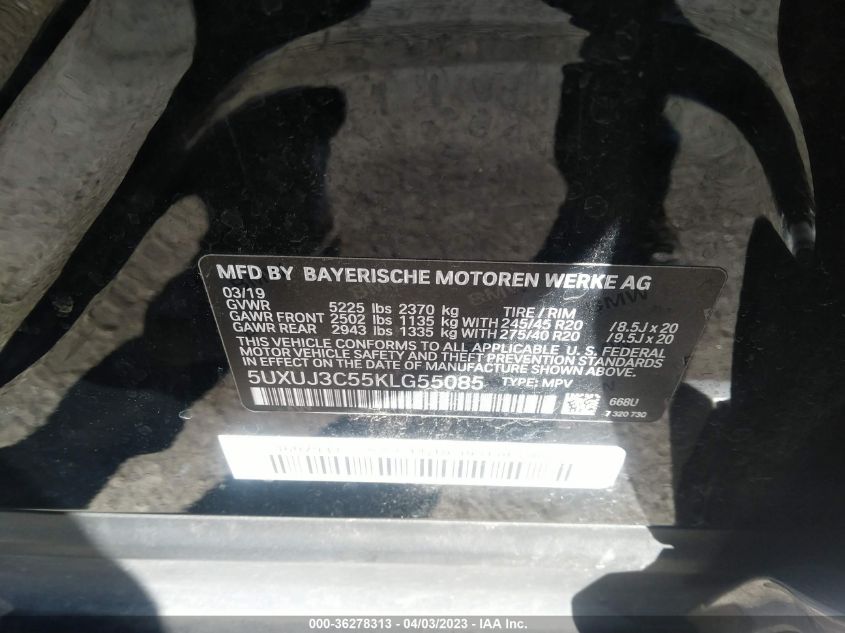 MFD BY BAYERISCHE MOTOREN WERKE AG
03/19
GVWR 5225 lbs 2370 kg TIRE / RIM
GAWR FRONT 2502 lbs 1135 kg WITH 245/45 R20 /8.5J x 20
GAWR REAR 2943 lbs 1335 kg WITH 275/40 R20 /9.5J x 20
THIS VEHICLE CONFORMS TO ALL APPLICABLE U. S. FEDERAL
MOTOR VEHICLE SAFETY AND THEFT PREVENTION STANDARDS
IN EFFECT ON THE DATE OF MANUFACTURE SHOWN ABOVE.
5UXUJ3C55KLG55085 TYPE: MPV
668U
7 320 730
000-36278313 - 04/03/2023 - IAA Inc.